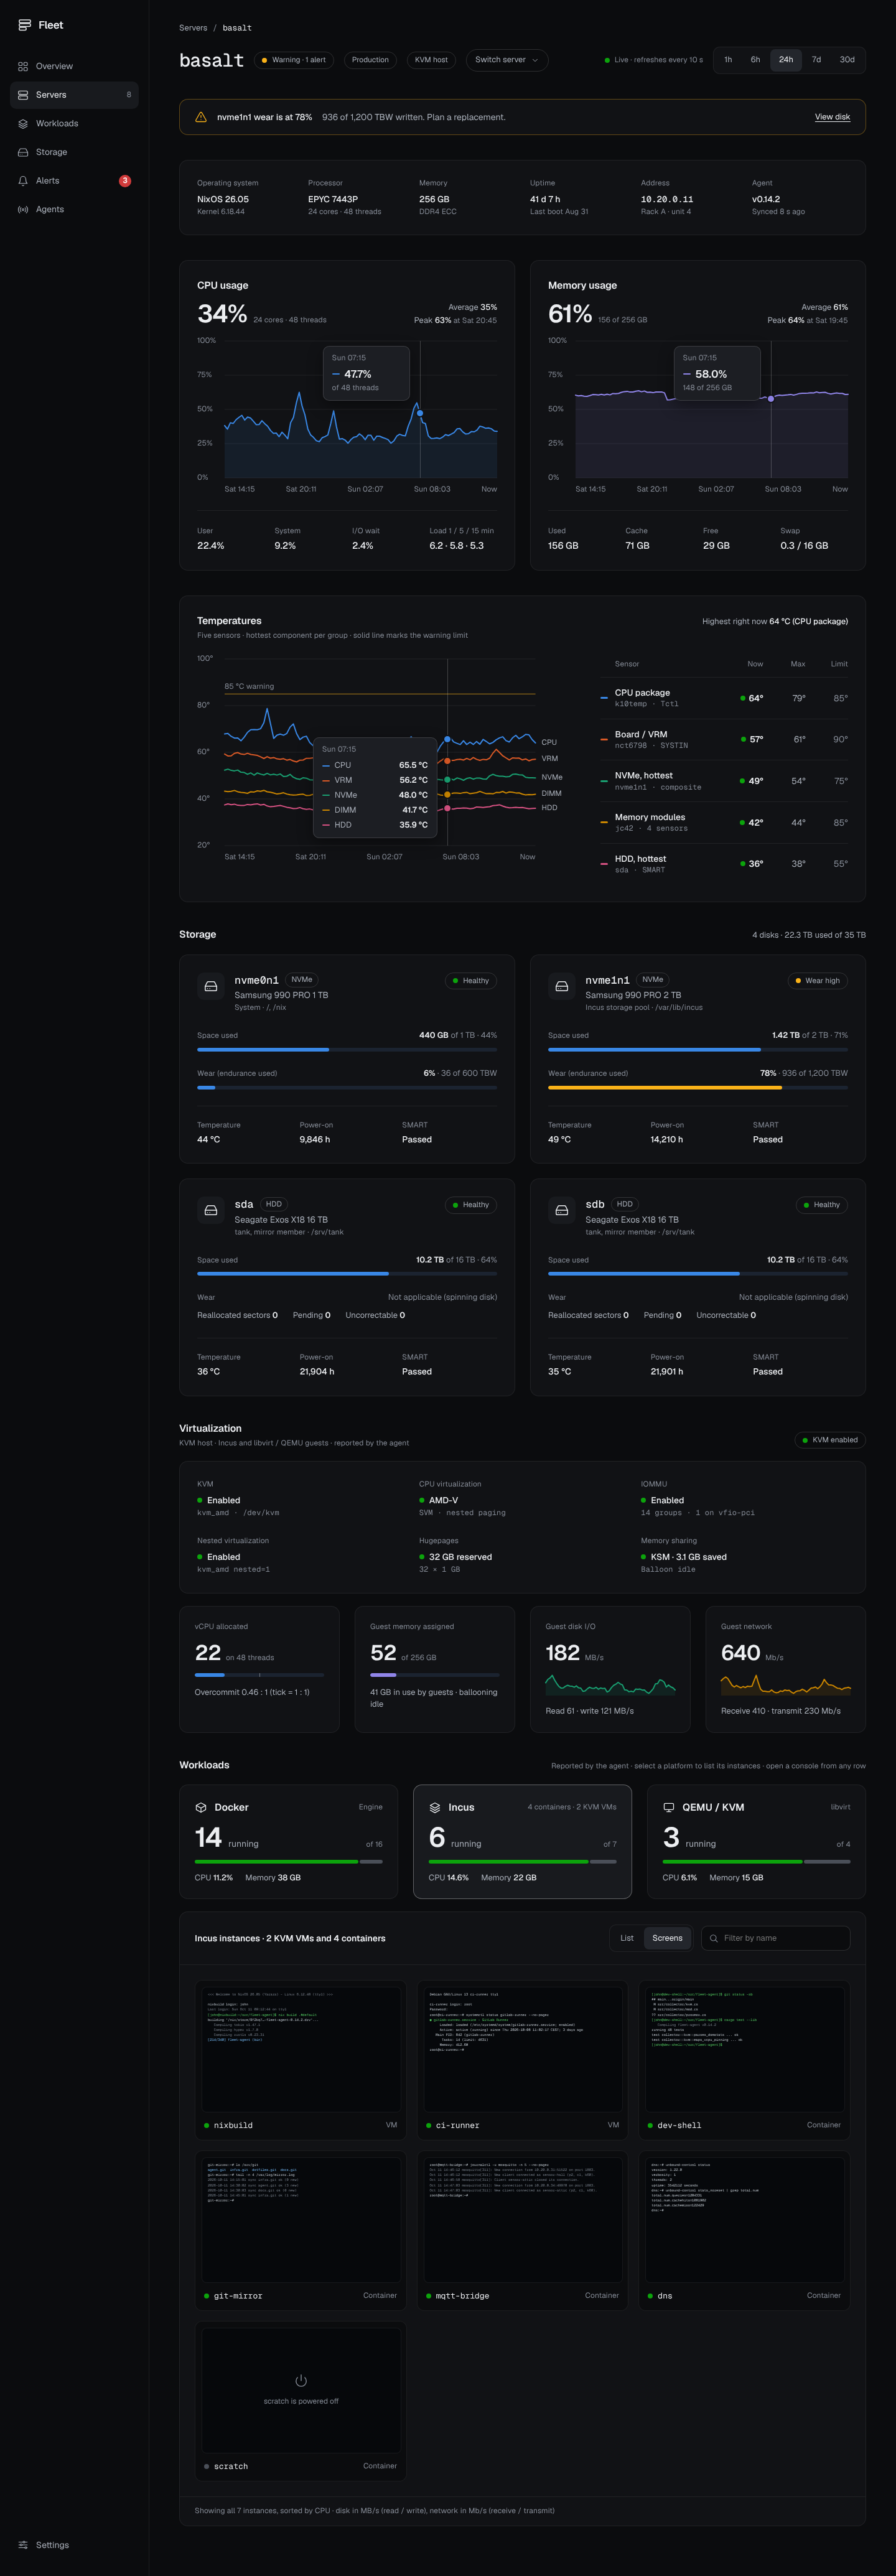 Fleet
Overview
Servers 8
Workloads
Storage
Alerts 3
Agents
Settings
Servers / basalt
basalt Warning · 1 alert Production KVM host Switch server Live · refreshes every 10 s 1h 6h 24h 7d 30d
nvme1n1 wear is at 78% 936 of 1,200 TBW written. Plan a replacement. View disk
Operating system Processor Memory Uptime Address Agent
NixOS 26.05 EPYC 7443P 256 GB 41 d 7 h 10.20.0.11 v0.14.2
Kernel 6.18.44 24 cores · 48 threads DDR4 ECC Last boot Aug 31 Rack A · unit 4 Synced 8 s ago
CPU usage
34% 24 cores · 48 threads
Average 35%
Peak 63% at Sat 20:45
100%
75%
50%
25%
0%
Sun 07:15
47.7%
of 48 threads
Sat 14:15 Sat 20:11 Sun 02:07 Sun 08:03 Now
User System I/O wait Load 1 / 5 / 15 min
22.4% 9.2% 2.4% 6.2 · 5.8 · 5.3
Memory usage
61% 156 of 256 GB
Average 61%
Peak 64% at Sat 19:45
100%
75%
50%
25%
0%
Sun 07:15
58.0%
148 of 256 GB
Sat 14:15 Sat 20:11 Sun 02:07 Sun 08:03 Now
Used Cache Free Swap
156 GB 71 GB 29 GB 0.3 / 16 GB
Temperatures
Five sensors · hottest component per group · solid line marks the warning limit
Highest right now 64 °C (CPU package)
100°
85 °C warning
80°
60°
40°
20°
Sun 07:15
CPU 65.5 °C
VRM 56.2 °C
NVMe 48.0 °C
DIMM 41.7 °C
HDD 35.9 °C
CPU
VRM
NVMe
DIMM
HDD
Sat 14:15 Sat 20:11 Sun 02:07 Sun 08:03 Now
Sensor Now Max Limit
CPU package 64° 79° 85°
k10temp · Tctl
Board / VRM 57° 61° 90°
nct6798 · SYSTIN
NVMe, hottest 49° 54° 75°
nvme1n1 · composite
Memory modules 42° 44° 85°
jc42 · 4 sensors
HDD, hottest 36° 38° 55°
sda · SMART
Storage 4 disks · 22.3 TB used of 35 TB
nvme0n1 NVMe Healthy
Samsung 990 PRO 1 TB
System · /, /nix
Space used 440 GB of 1 TB · 44%
Wear (endurance used) 6% · 36 of 600 TBW
Temperature Power-on SMART
44 °C 9,846 h Passed
nvme1n1 NVMe Wear high
Samsung 990 PRO 2 TB
Incus storage pool · /var/lib/incus
Space used 1.42 TB of 2 TB · 71%
Wear (endurance used) 78% · 936 of 1,200 TBW
Temperature Power-on SMART
49 °C 14,210 h Passed
sda HDD Healthy
Seagate Exos X18 16 TB
tank, mirror member · /srv/tank
Space used 10.2 TB of 16 TB · 64%
Wear Not applicable (spinning disk)
Reallocated sectors 0 Pending 0 Uncorrectable 0
Temperature Power-on SMART
36 °C 21,904 h Passed
sdb HDD Healthy
Seagate Exos X18 16 TB
tank, mirror member · /srv/tank
Space used 10.2 TB of 16 TB · 64%
Wear Not applicable (spinning disk)
Reallocated sectors 0 Pending 0 Uncorrectable 0
Temperature Power-on SMART
35 °C 21,901 h Passed
Virtualization
KVM host · Incus and libvirt / QEMU guests · reported by the agent
KVM enabled
KVM CPU virtualization IOMMU
Enabled AMD-V Enabled
kvm_amd · /dev/kvm SVM · nested paging 14 groups · 1 on vfio-pci
Nested virtualization Hugepages Memory sharing
Enabled 32 GB reserved KSM · 3.1 GB saved
kvm_amd nested=1 32 × 1 GB Balloon idle
vCPU allocated
22 on 48 threads
Overcommit 0.46 : 1 (tick = 1 : 1)
Guest memory assigned
52 of 256 GB
41 GB in use by guests · ballooning
idle
Guest disk I/O
182 MB/s
Read 61 · write 121 MB/s
Guest network
640 Mb/s
Receive 410 · transmit 230 Mb/s
Workloads Reported by the agent · select a platform to list its instances · open a console from any row
Docker Engine
14 running of 16
CPU 11.2% Memory 38 GB
Incus 4 containers · 2 KVM VMs
6 running of 7
CPU 14.6% Memory 22 GB
QEMU / KVM libvirt
3 running of 4
CPU 6.1% Memory 15 GB
Incus instances · 2 KVM VMs and 4 containers List Screens Filter by name
nixbuild VM
ci-runner VM
dev-shell Container
git-mirror Container
mqtt-bridge Container
dns Container
scratch is powered off
scratch Container
Showing all 7 instances, sorted by CPU · disk in MB/s (read / write), network in Mb/s (receive / transmit)